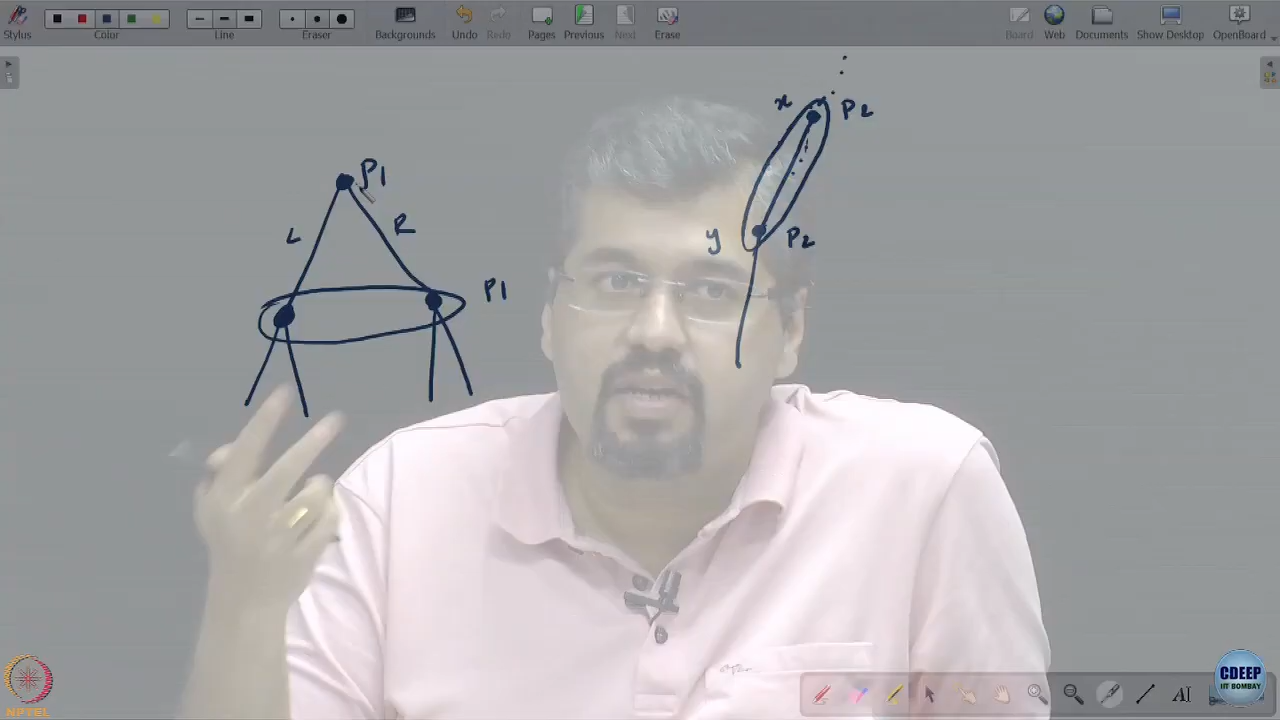 Stylus
Color
Line
Eraser
Backgrounds
Undo
Redo
Pages
Previous
Next
Erase
Board
Web
Documents
Show Desktop
OpenBoard
x
P2
P1
L
R
y
P2
P1
CDEEP
IIT BOMBAY
NPTEL
AI